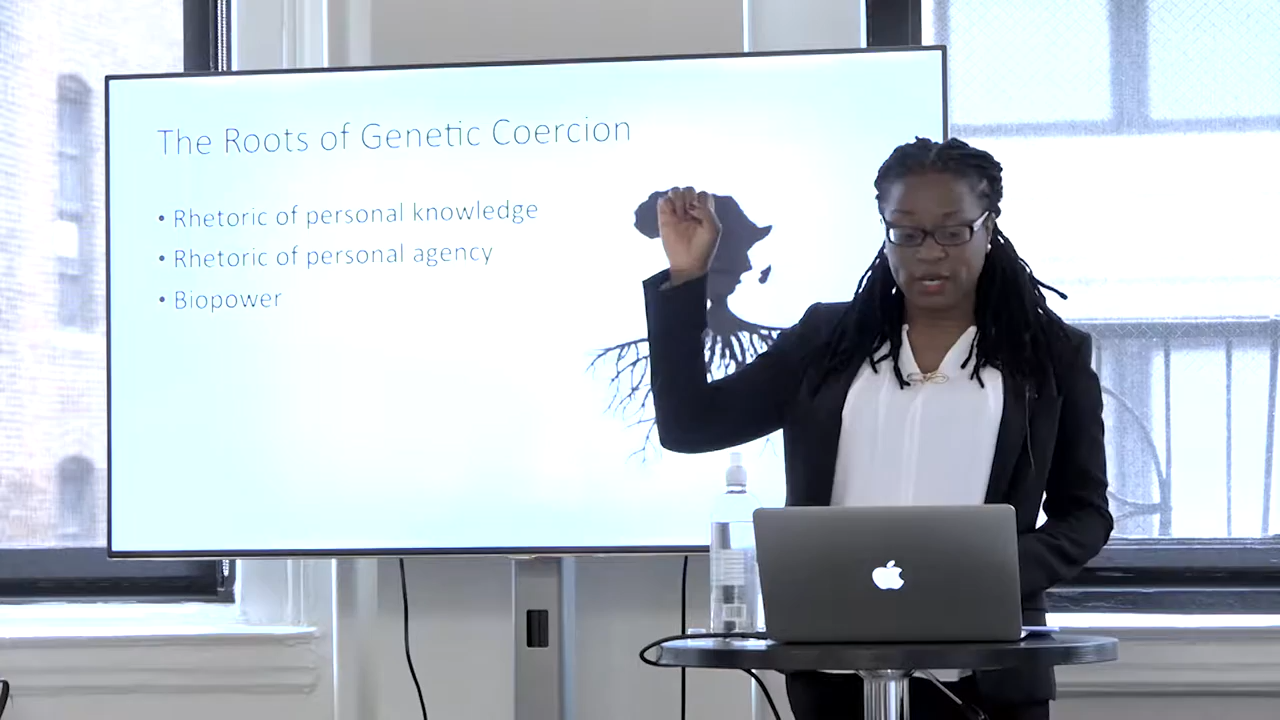 The Roots of Genetic Coercion
• Rhetoric of personal knowledge
• Rhetoric of personal agency
• Biopower